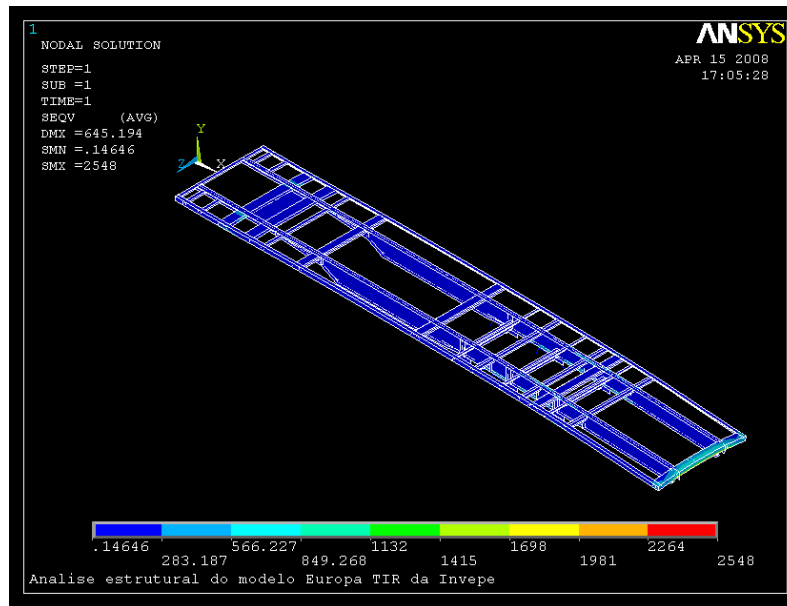 1
ANSYS
NODAL SOLUTION
APR 15 2008
17:05:28
STEP=1
SUB =1
TIME=1
SEQV (AVG)
DMX =645.194
SMN =.14646
SMX =2548
Y
Z X
.14646 566.227 1132 1698 2264
283.187 849.268 1415 1981 2548
Analise estrutural do modelo Europa TIR da Invepe